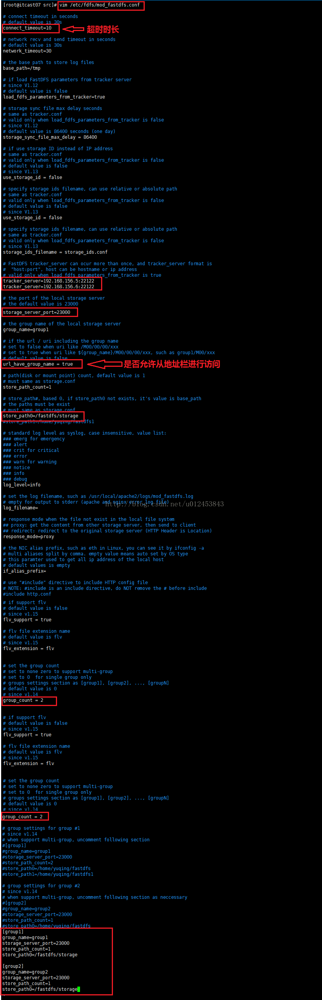 [root@itcast07 src]# vim /etc/fdfs/mod_fastdfs.conf
# connect timeout in seconds
# default value is 30s
connect_timeout=10 超时时长
# network recv and send timeout in seconds
# default value is 30s
network_timeout=30
# the base path to store log files
base_path=/tmp
# if load FastDFS parameters from tracker server
# since V1.12
# default value is false
load_fdfs_parameters_from_tracker=true
# storage sync file max delay seconds
# same as tracker.conf
# valid only when load_fdfs_parameters_from_tracker is false
# since V1.12
# default value is 86400 seconds (one day)
storage_sync_file_max_delay = 86400
# if use storage ID instead of IP address
# same as tracker.conf
# valid only when load_fdfs_parameters_from_tracker is false
# default value is false
# since V1.13
use_storage_id = false
# specify storage ids filename, can use relative or absolute path
# same as tracker.conf
# valid only when load_fdfs_parameters_from_tracker is false
# default value is false
# since V1.13
use_storage_id = false
# specify storage ids filename, can use relative or absolute path
# same as tracker.conf
# valid only when load_fdfs_parameters_from_tracker is false
# since V1.13
storage_ids_filename = storage_ids.conf
# FastDFS tracker_server can ocur more than once, and tracker_server format is
#  "host:port", host can be hostname or ip address
# valid only when load_fdfs_parameters_from_tracker is true
tracker_server=192.168.156.5:22122
tracker_server=192.168.156.6:22122
# the port of the local storage server
# the default value is 23000
storage_server_port=23000
# the group name of the local storage server
group_name=group1
# if the url / uri including the group name
# set to false when uri like /M00/00/00/xxx
# set to true when uri like ${group_name}/M00/00/00/xxx, such as group1/M00/xxx
# default value is false
url_have_group_name = true 是否允许从地址栏进行访问
# path(disk or mount point) count, default value is 1
# must same as storage.conf
store_path_count=1
# store_path#, based 0, if store_path0 not exists, it's value is base_path
# the paths must be exist
# must same as storage.conf
store_path0=/fastdfs/storage
#store_path1=/home/yuqing/fastdfs1
# standard log level as syslog, case insensitive, value list:
### emerg for emergency
### alert
### crit for critical
### error
### warn for warning
### notice
### info
### debug
log_level=info
# set the log filename, such as /usr/local/apache2/logs/mod_fastdfs.log
# empty for output to stderr (apache and nginx error_log file)
http://blog.csdn.net/u012453843
log_filename=
# response mode when the file not exist in the local file system
## proxy: get the content from other storage server, then send to client
## redirect: redirect to the original storage server (HTTP Header is Location)
response_mode=proxy
# the NIC alias prefix, such as eth in Linux, you can see it by ifconfig -a
# multi aliases split by comma. empty value means auto set by OS type
# this paramter used to get all ip address of the local host
# default values is empty
if_alias_prefix=
# use "#include" directive to include HTTP config file
# NOTE: #include is an include directive, do NOT remove the # before include
#include http.conf
# if support flv
# default value is false
# since v1.15
flv_support = true
# flv file extension name
# default value is flv
# since v1.15
flv_extension = flv
# set the group count
# set to none zero to support multi-group
# set to 0  for single group only
# groups settings section as [group1], [group2], ..., [groupN]
# default value is 0
# since v1.14
group_count = 2
# if support flv
# default value is false
# since v1.15
flv_support = true
# flv file extension name
# default value is flv
# since v1.15
flv_extension = flv
# set the group count
# set to none zero to support multi-group
# set to 0  for single group only
# groups settings section as [group1], [group2], ..., [groupN]
# default value is 0
# since v1.14
group_count = 2
# group settings for group #1
# since v1.14
# when support multi-group, uncomment following section
#[group1]
#group_name=group1
#storage_server_port=23000
#store_path_count=2
#store_path0=/home/yuqing/fastdfs
#store_path1=/home/yuqing/fastdfs1
# group settings for group #2
# since v1.14
# when support multi-group, uncomment following section as neccessary
#[group2]
#group_name=group2
#storage_server_port=23000
#store_path_count=1
#store_path0=/home/yuqing/fastdfs
[group1]
group_name=group1
storage_server_port=23000
store_path_count=1
store_path0=/fastdfs/storage
[group2]
group_name=group2
storage_server_port=23000
store_path_count=1
store_path0=/fastdfs/storage